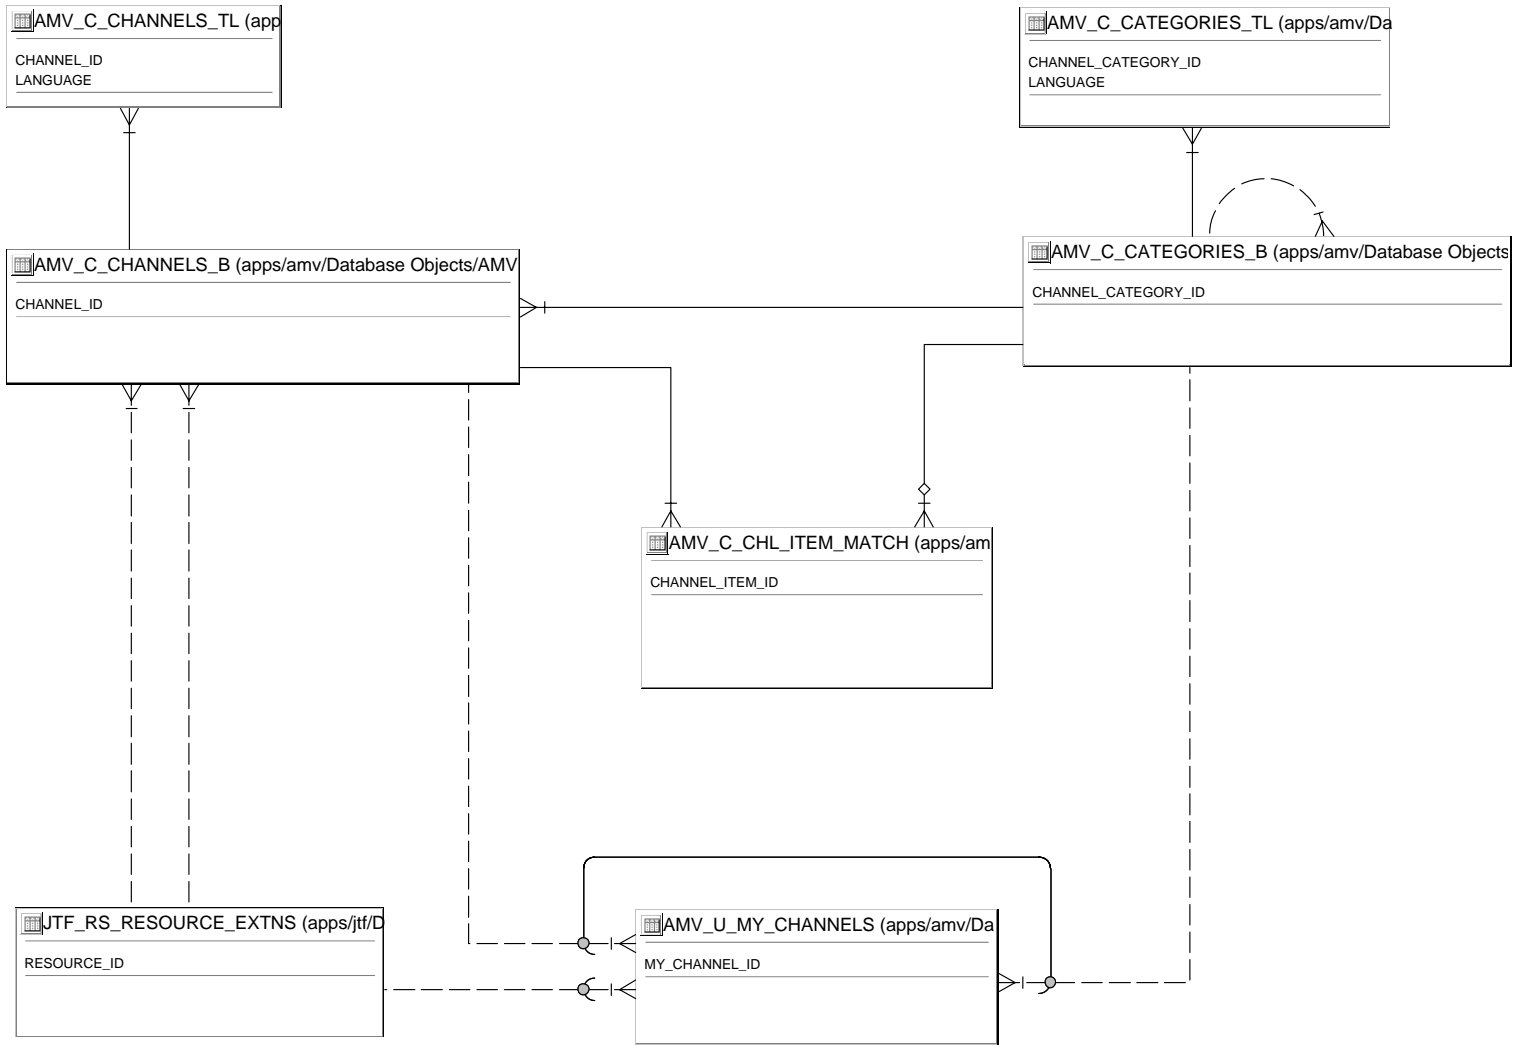 AMV_C_CHANNELS_TL (app
CHANNEL_ID
LANGUAGE
AMV_C_CATEGORIES_TL (apps/amv/Da
CHANNEL_CATEGORY_ID
LANGUAGE
AMV_C_CHANNELS_B (apps/amv/Database Objects/AMV
CHANNEL_ID
AMV_C_CATEGORIES_B (apps/amv/Database Objects
CHANNEL_CATEGORY_ID
AMV_C_CHL_ITEM_MATCH (apps/am
CHANNEL_ITEM_ID
JTF_RS_RESOURCE_EXTNS (apps/jtf/D
RESOURCE_ID
AMV_U_MY_CHANNELS (apps/amv/Da
MY_CHANNEL_ID